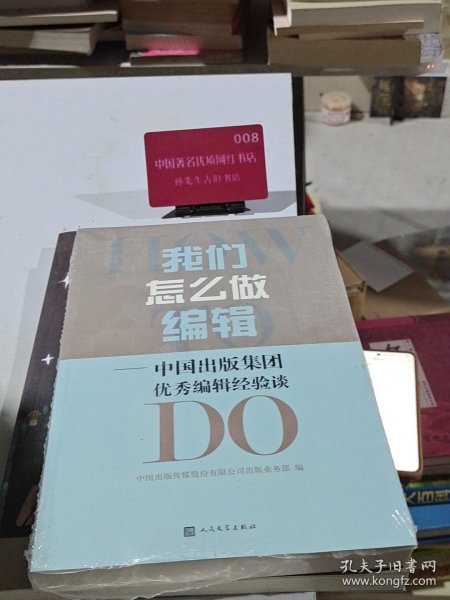 008
中国著名优质网红书店
孙先生古旧书店
HOW
我们
怎么做
编辑
TO
——中国出版集团
优秀编辑经验谈
DO
中国出版传媒股份有限公司出版业务部 编
人民文学出版社
孔夫子旧书网
www.kongfz.com